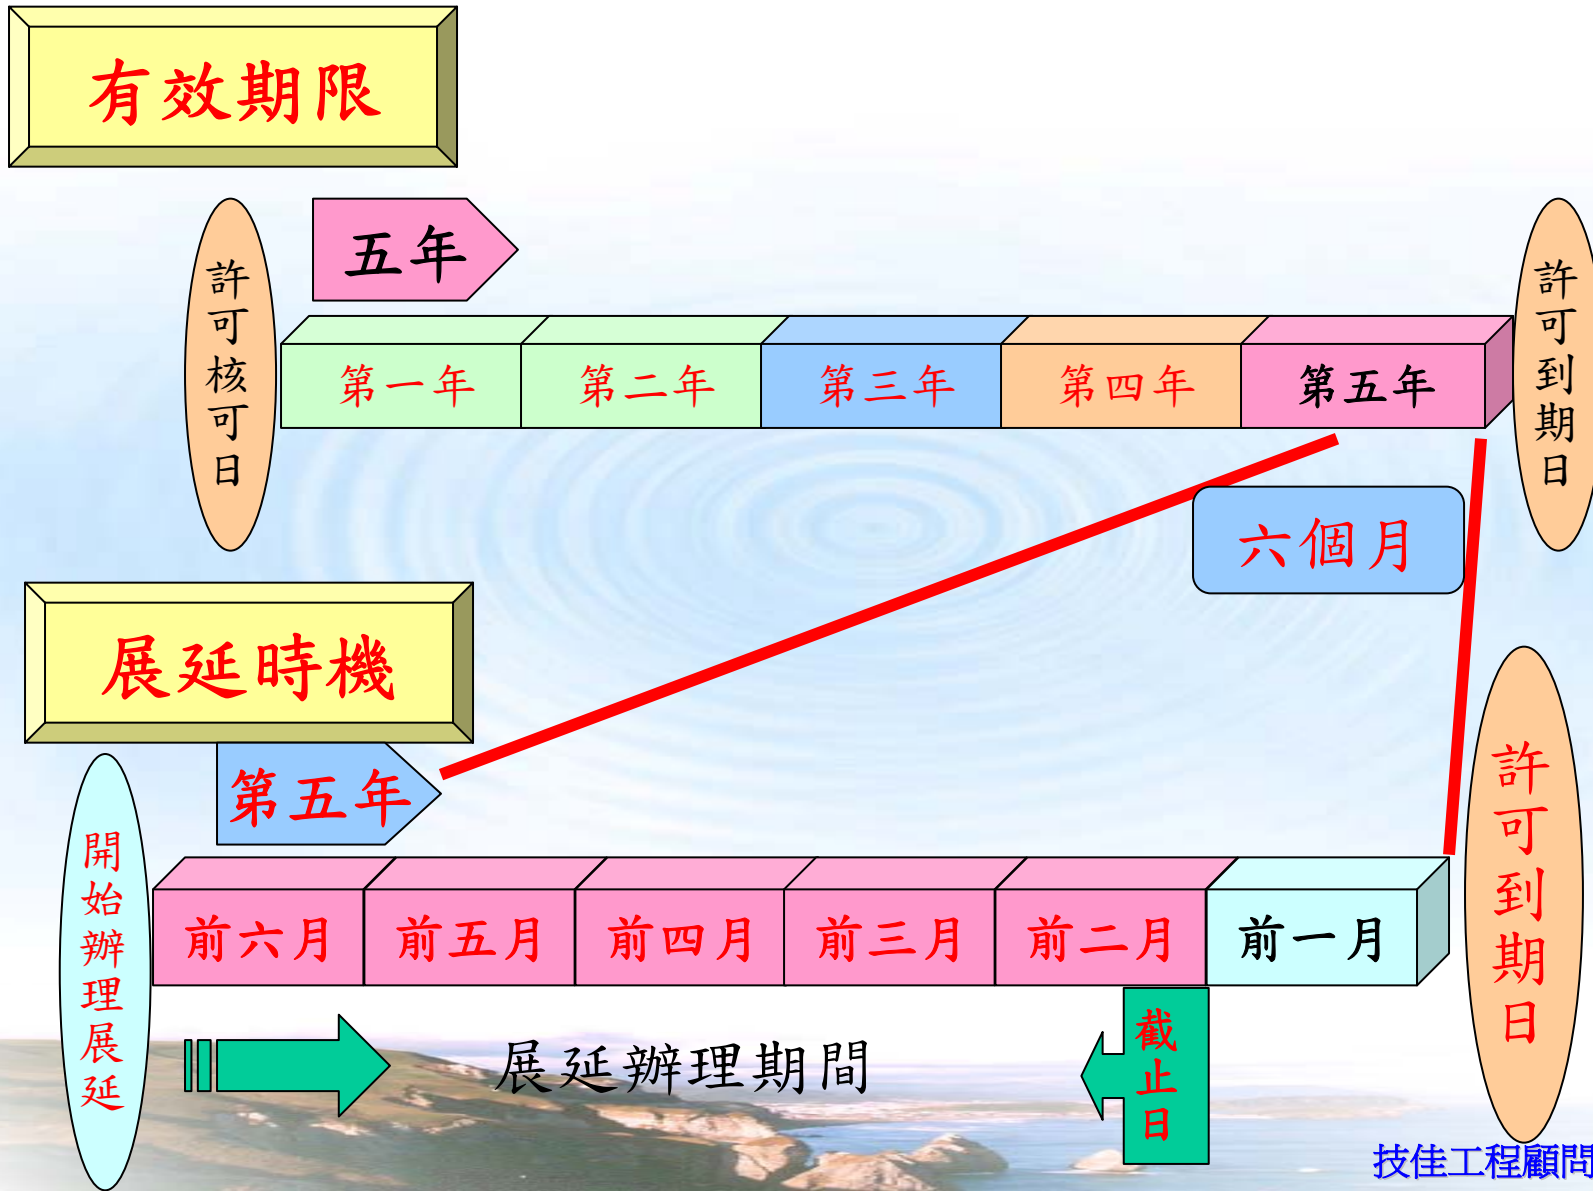 有效期限
五年
許可核可日
第一年
第二年
第三年
第四年
第五年
許可到期日
六個月
展延時機
第五年
開始辦理展延
前六月
前五月
前四月
前三月
前二月
前一月
許可到期日
展延辦理期間
截止日
技佳工程顧問